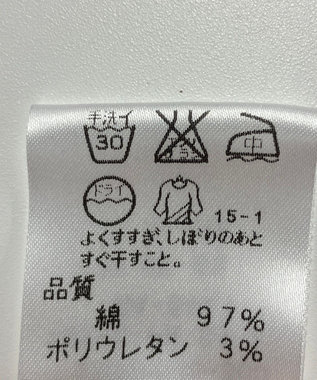 手洗イ
30
中
ドライ
15-1
よくすすぎ、しぼりのあと
すぐ干すこと。
品質
綿 97%
ポリウレタン 3%